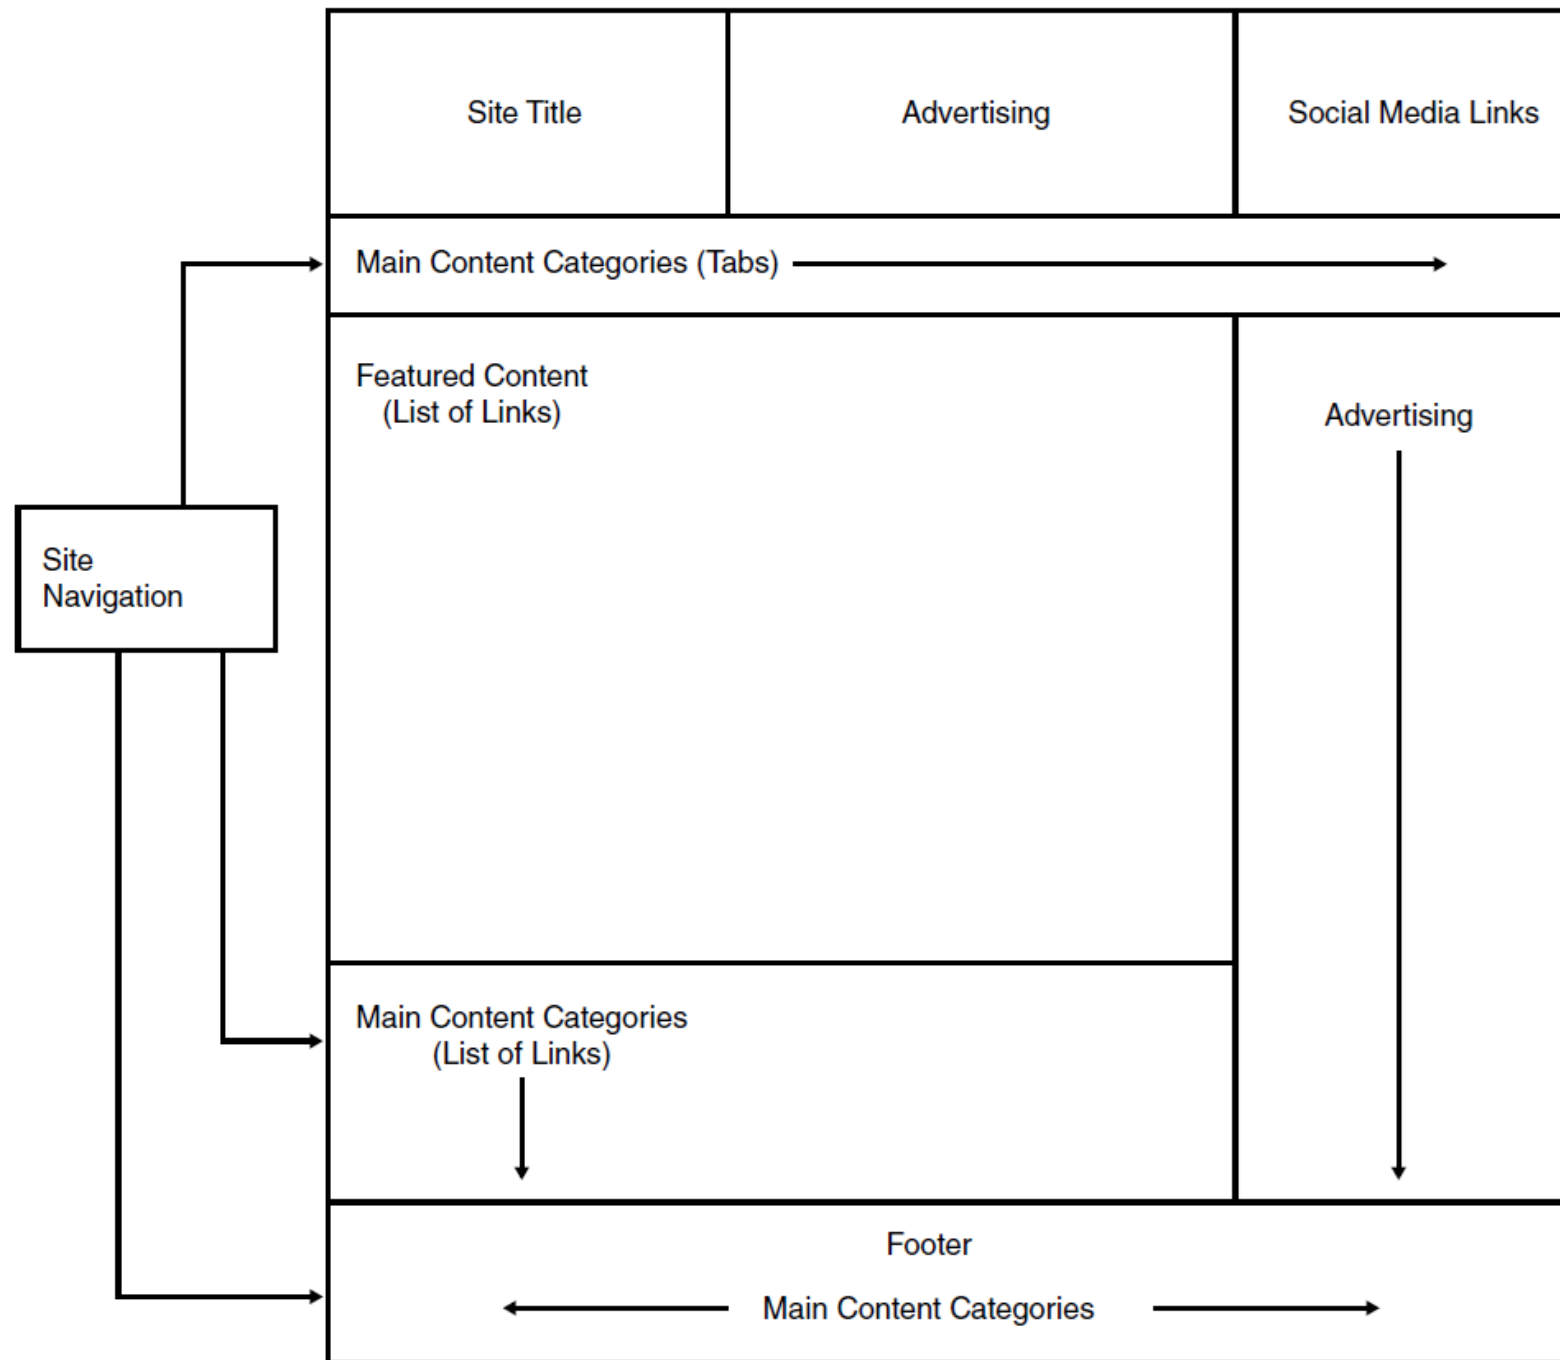 Site Title
Advertising
Social Media Links
Main Content Categories (Tabs)
Featured Content
(List of Links)
Advertising
Site
Navigation
Main Content Categories
(List of Links)
Footer
Main Content Categories